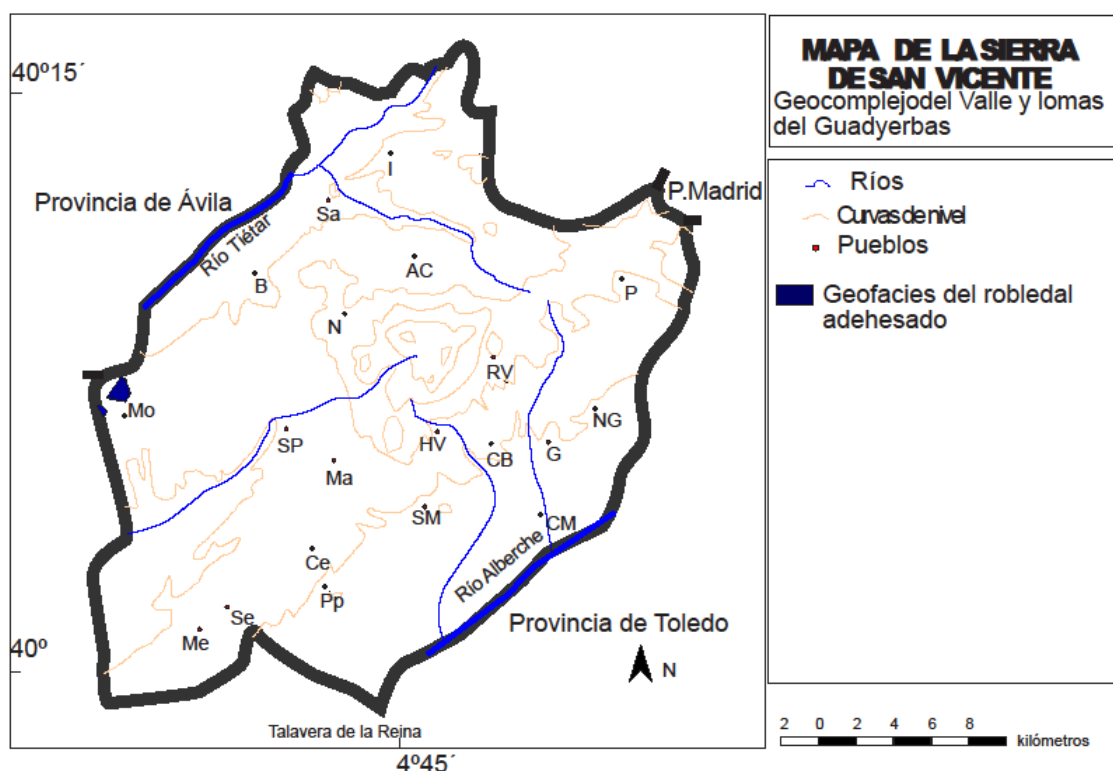 MAPA DE LA SIERRA
DE SAN VICENTE
Geocomplejodel Valle y lomas
del Guadyerbas
Ríos
Curvas de nivel
Pueblos
Geofacies del robledal
adehesado
40º15´
Provincia de Ávila
P.Madrid
Río Tiétar
I
Sa
AC
B
P
N
RV
Mo
NG
SP
HV
CB
G
Ma
SM
CM
Ce
Río Alberche
Pp
Se
Me
Provincia de Toledo
40º
N
Talavera de la Reina
4º45´
2 0 2 4 6 8
kilómetros